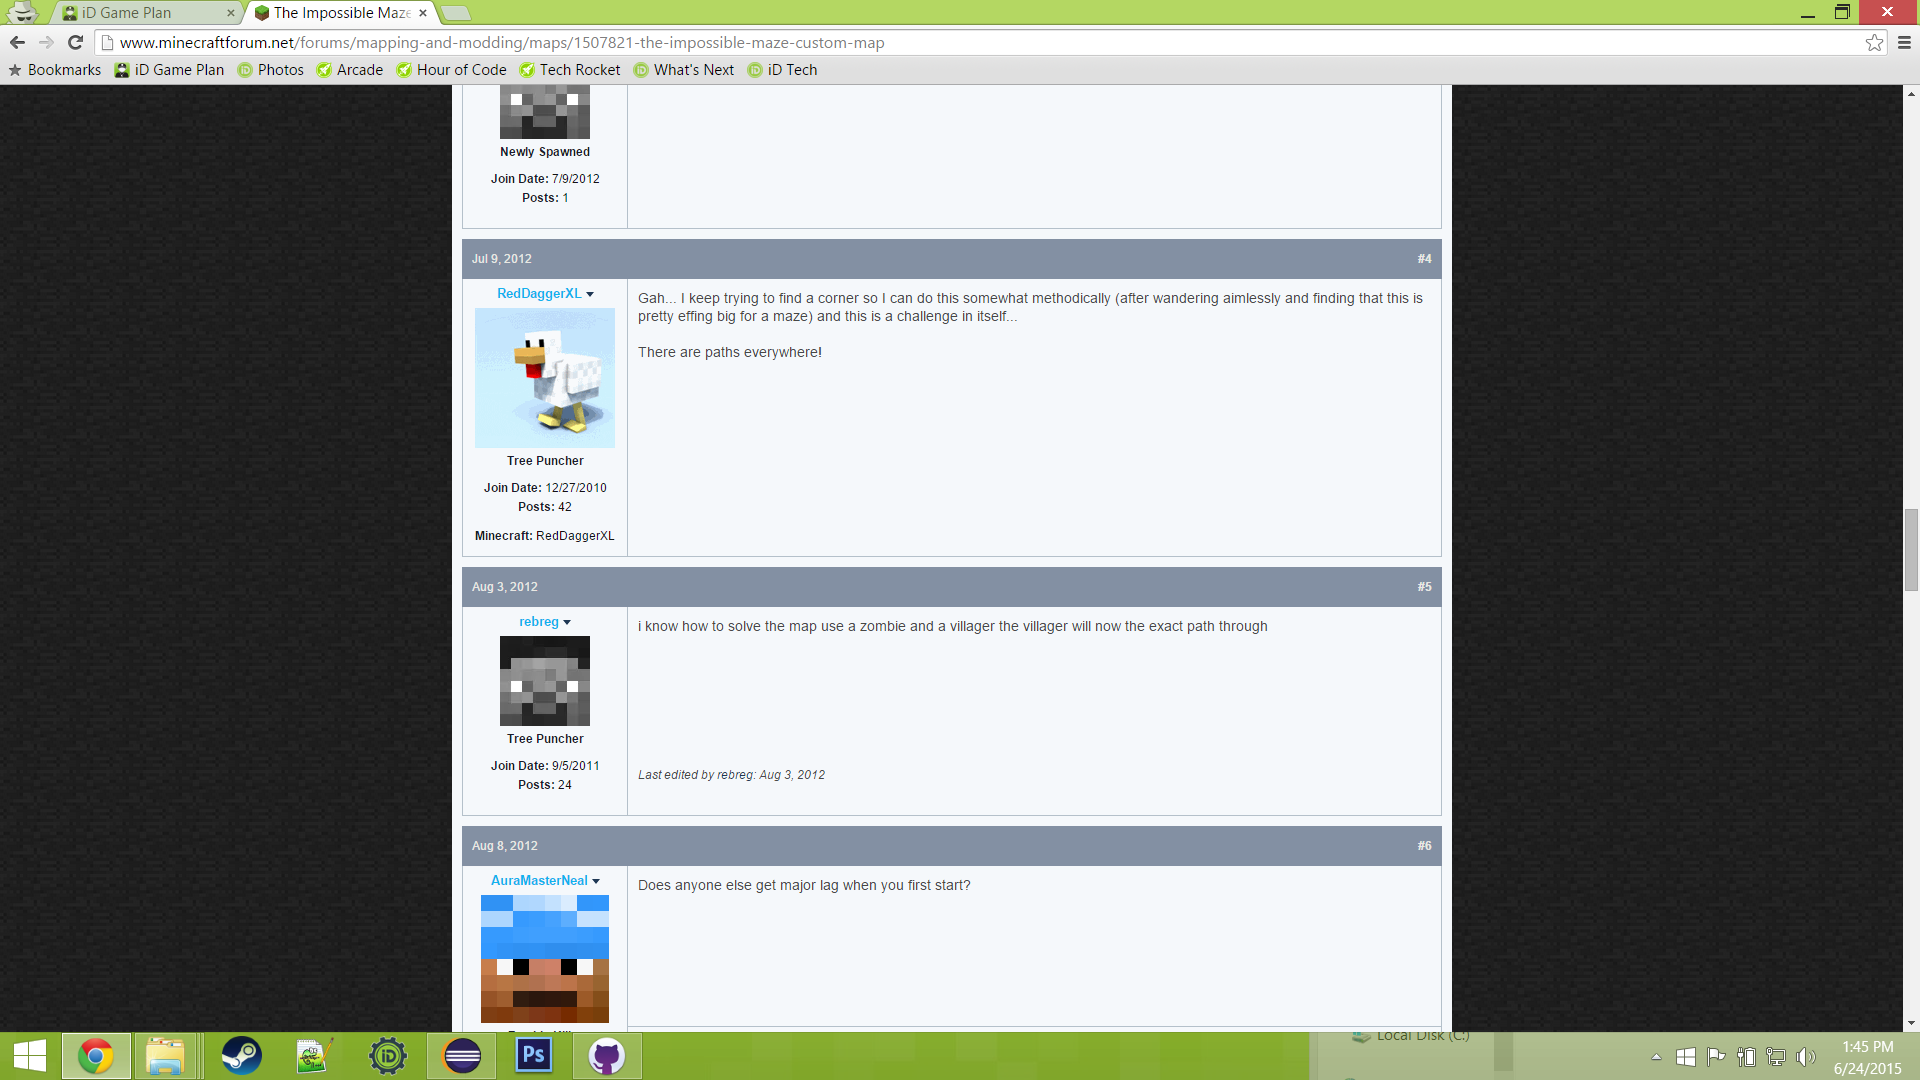 iD Game Plan
The Impossible Maze
www.minecraftforum.net/forums/mapping-and-modding/maps/1507821-the-impossible-maze-custom-map
Bookmarks iD Game Plan Photos Arcade Hour of Code Tech Rocket What's Next iD Tech
Newly Spawned
Join Date: 7/9/2012
Posts: 1
Jul 9, 2012 #4
RedDaggerXL
Gah... I keep trying to find a corner so I can do this somewhat methodically (after wandering aimlessly and finding that this is
pretty effing big for a maze) and this is a challenge in itself...
There are paths everywhere!
Tree Puncher
Join Date: 12/27/2010
Posts: 42
Minecraft: RedDaggerXL
Aug 3, 2012 #5
rebreg
i know how to solve the map use a zombie and a villager the villager will now the exact path through
Tree Puncher
Join Date: 9/5/2011
Posts: 24
Last edited by rebreg: Aug 3, 2012
Aug 8, 2012 #6
AuraMasterNeal
Does anyone else get major lag when you first start?
Local Disk (C:)
iD
Ps
1:45 PM
6/24/2015